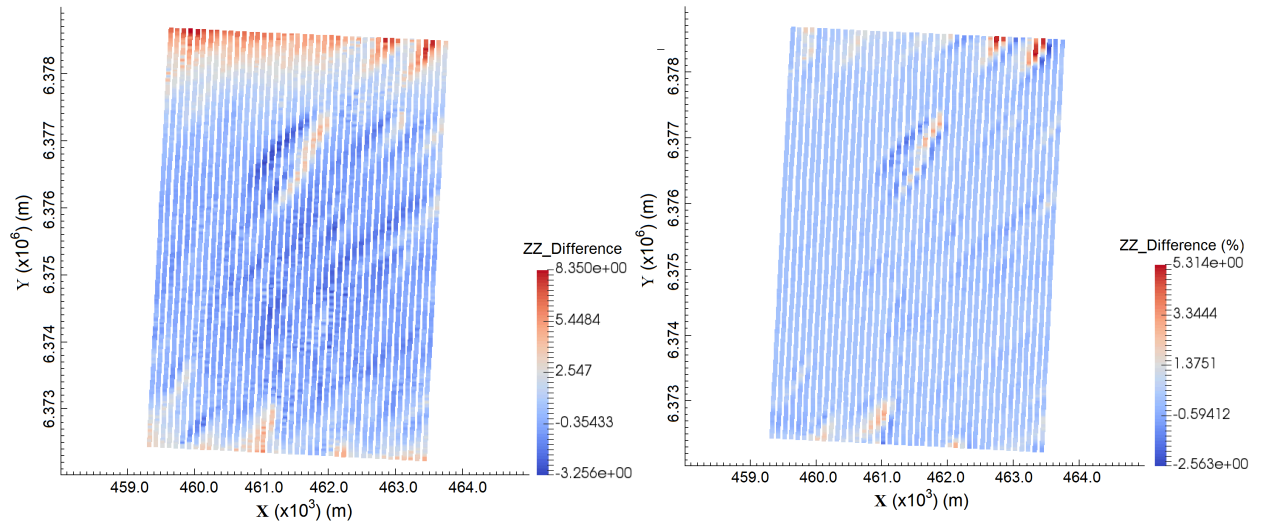 6.378
6.377
6.376
6.375
6.374
6.373
Y (x10⁶) (m)
459.0 460.0 461.0 462.0 463.0 464.0
X (x10³) (m)
ZZ_Difference
8.350e+00
5.4484
2.547
-0.35433
-3.256e+00
6.378
6.377
6.376
6.375
6.374
6.373
Y (x10⁶) (m)
459.0 460.0 461.0 462.0 463.0 464.0
X (x10³) (m)
ZZ_Difference (%)
5.314e+00
3.3444
1.3751
-0.59412
-2.563e+00